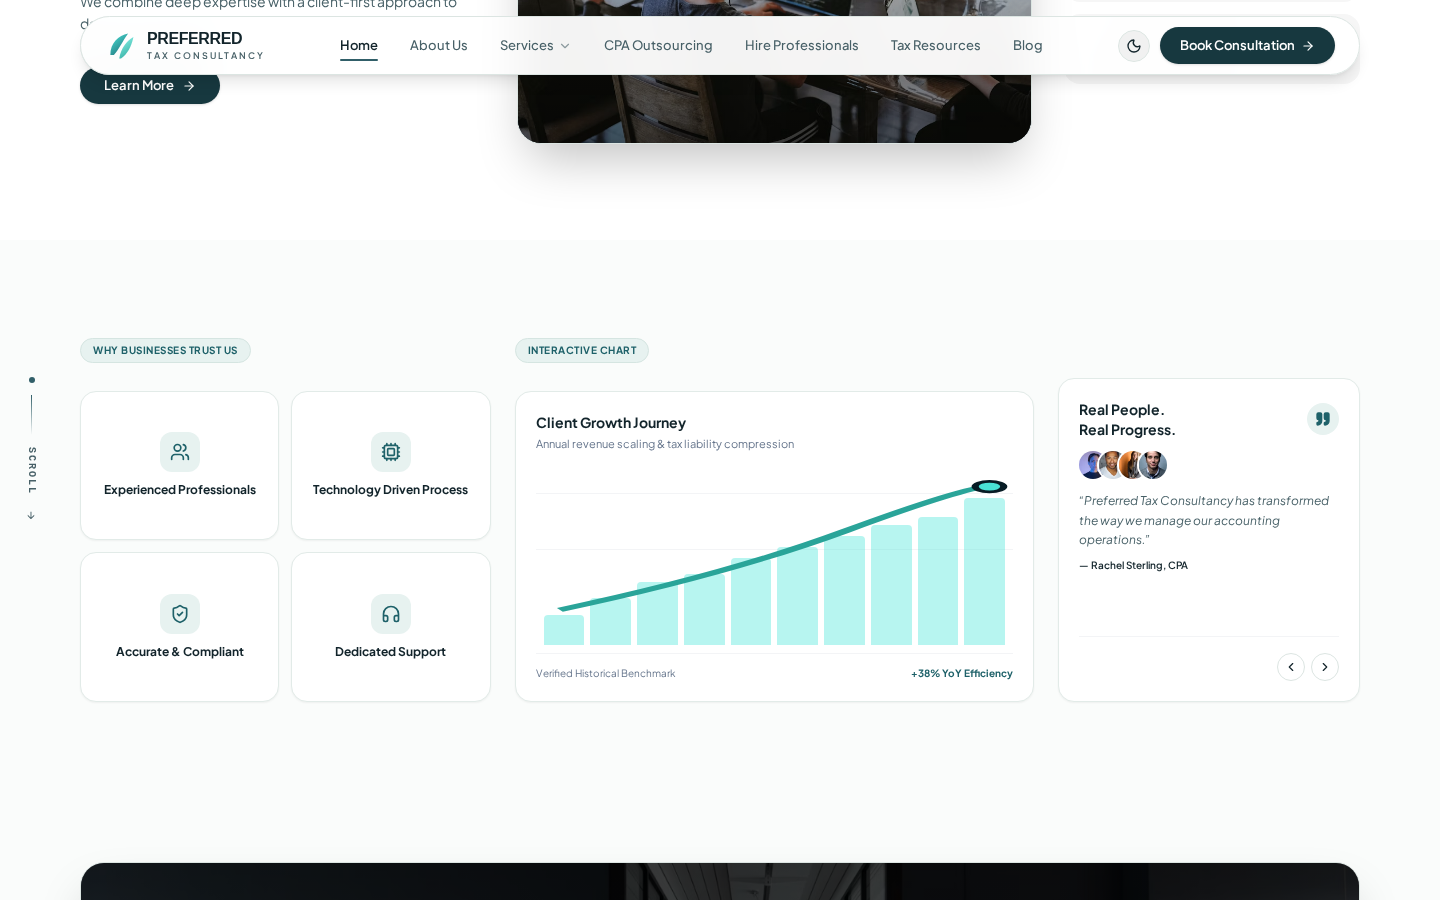 We combine deep expertise with a client-first approach to
PREFERRED
TAX CONSULTANCY
Home
About Us
Services
CPA Outsourcing
Hire Professionals
Tax Resources
Blog
Book Consultation
Learn More
SCROLL
WHY BUSINESSES TRUST US
Experienced Professionals
Technology Driven Process
Accurate & Compliant
Dedicated Support
INTERACTIVE CHART
Client Growth Journey
Annual revenue scaling & tax liability compression
Verified Historical Benchmark
+38% YoY Efficiency
Real People.
Real Progress.
“Preferred Tax Consultancy has transformed
the way we manage our accounting
operations.”
— Rachel Sterling, CPA